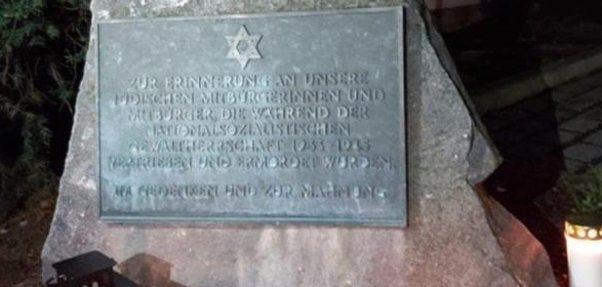 ZUR ERINNERUNG AN UNSERE
JÜDISCHEN MITBÜRGERINNEN UND
MITBÜRGER, DIE WÄHREND DER
NATIONALSOZIALISTISCHEN
GEWALTHERRSCHAFT 1933-1945
VERTRIEBEN UND ERMORDET WURDEN.
IN GEDENKEN UND ZUR MAHNUNG